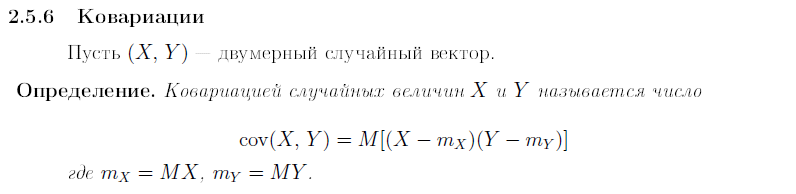 2.5.6 Ковариации
Пусть (X, Y) — двумерный случайный вектор.
Определение. Ковариацией случайных величин X и Y называется число
cov(X, Y) = M[(X − m_X)(Y − m_Y)]
где m_X = MX, m_Y = MY.